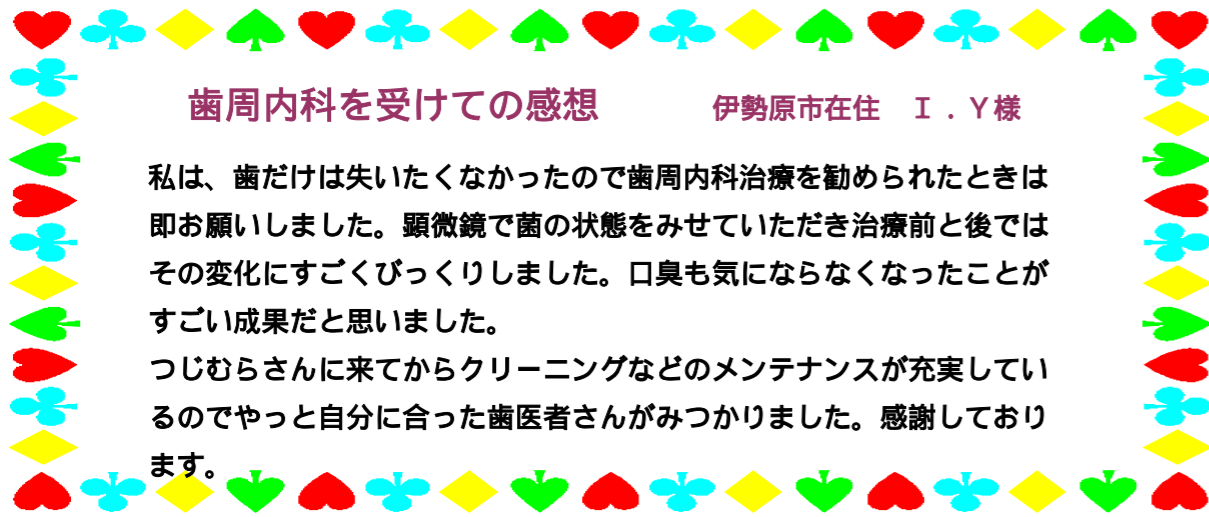 歯周内科を受けての感想　　　伊勢原市在住　Ｉ．Ｙ様
私は、歯だけは失いたくなかったので歯周内科治療を勧められたときは
即お願いしました。顕微鏡で菌の状態をみせていただき治療前と後では
その変化にすごくびっくりしました。口臭も気にならなくなったことが
すごい成果だと思いました。
つじむらさんに来てからクリーニングなどのメンテナンスが充実してい
るのでやっと自分に合った歯医者さんがみつかりました。感謝しており
ます。